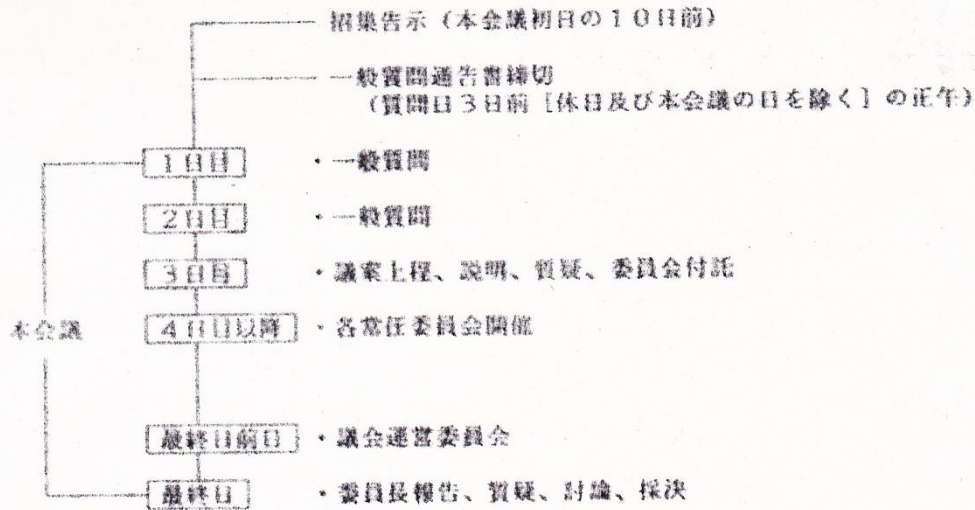 招集告示（本会議初日の１０日前）
一般質問通告書締切
（質問日３日前［休日及び本会議の日を除く］の正午）
１日目 ・一般質問
２日目 ・一般質問
３日目 ・議案上程、説明、質疑、委員会付託
本会議 ４日目以降 ・各常任委員会開催
最終日前日 ・議会運営委員会
最終日 ・委員長報告、質疑、討論、採決